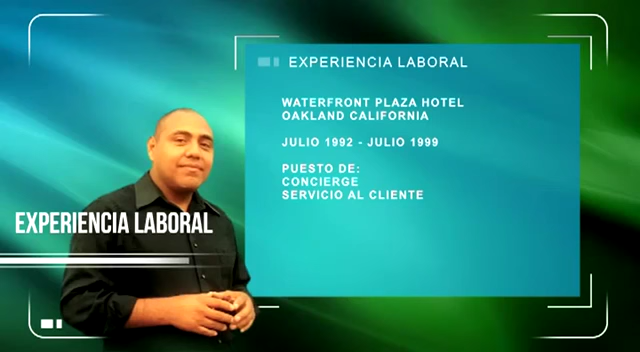 EXPERIENCIA LABORAL
WATERFRONT PLAZA HOTEL
OAKLAND CALIFORNIA
JULIO 1992 - JULIO 1999
PUESTO DE:
CONCIERGE
SERVICIO AL CLIENTE
EXPERIENCIA LABORAL